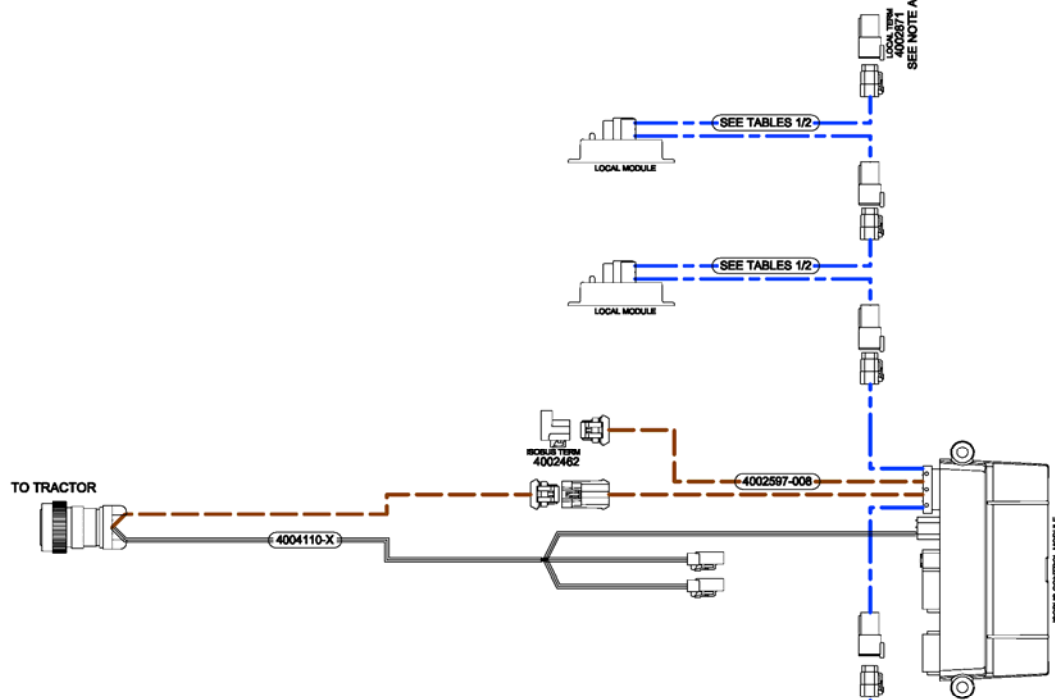 LOCAL TERM
4002871
SEE NOTE A
SEE TABLES 1/2
LOCAL MODULE
SEE TABLES 1/2
LOCAL MODULE
ISOBUS TERM
4002462
4002597-008
TO TRACTOR
4004110-X